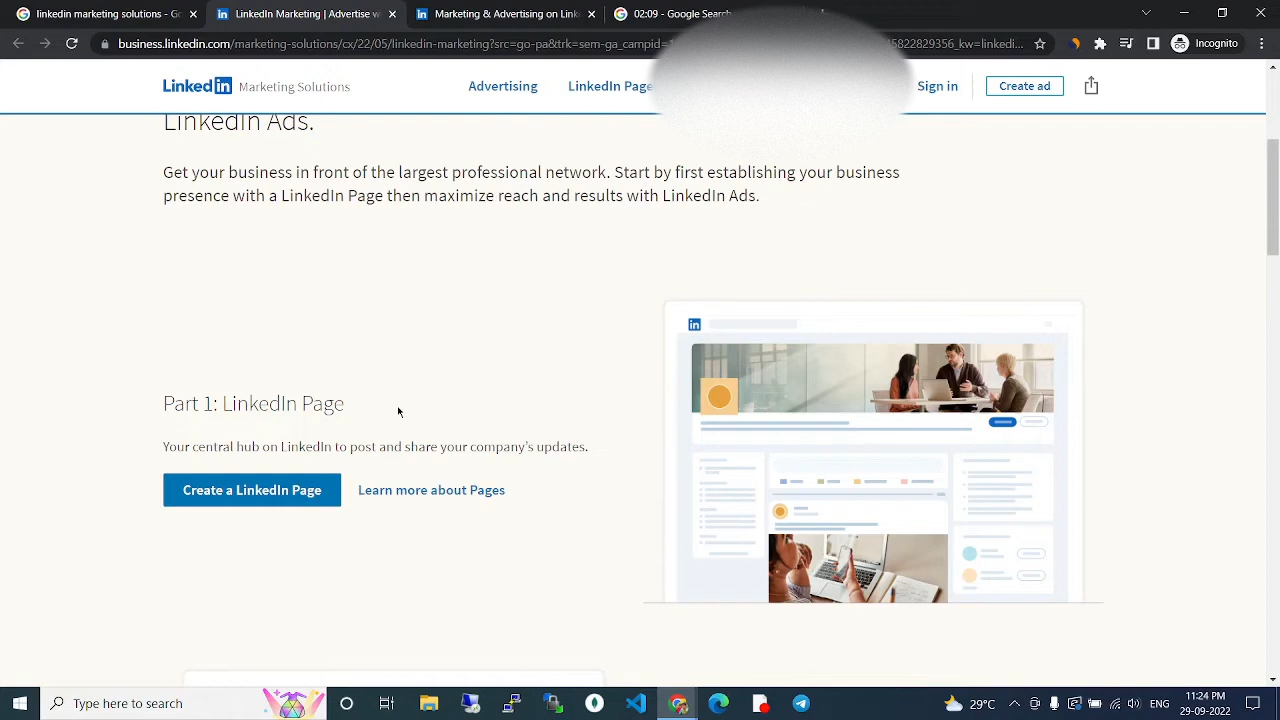 linkedin marketing solutions - G
LinkedIn Marketing | Advertise w
Marketing & Advertising on Link
02:09 - Google Search
business.linkedin.com/marketing-solutions/cx/22/05/linkedin-marketing?src=go-pa&trk=sem-ga_campid=
45822829356_kw=linkedi...
Incognito
Linkedin Marketing Solutions
Advertising
LinkedIn Page
Sign in
Create ad
LinkedIn Ads.
Get your business in front of the largest professional network. Start by first establishing your business
presence with a LinkedIn Page then maximize reach and results with LinkedIn Ads.
in
Part 1: LinkedIn Page
Your central hub on LinkedIn to post and share your company's updates.
Create a LinkedIn Page
Learn more about Pages
Type here to search
29°C
ENG
11:24 PM
29-09-2022